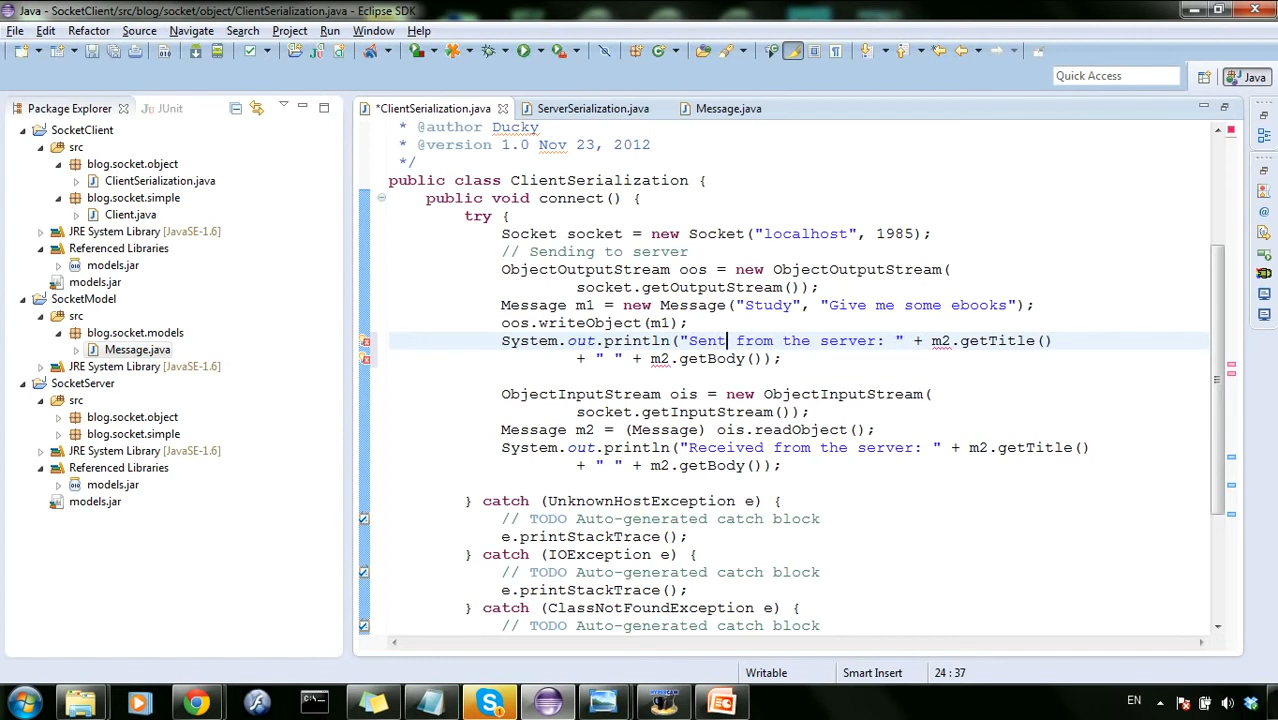 Java - SocketClient/src/blog/socket/object/ClientSerialization.java - Eclipse SDK
File Edit Refactor Source Navigate Search Project Run Window Help
Quick Access
Java
Package Explorer
JUnit
*ClientSerialization.java
ServerSerialization.java
Message.java
SocketClient
src
blog.socket.object
ClientSerialization.java
blog.socket.simple
Client.java
JRE System Library [JavaSE-1.6]
Referenced Libraries
models.jar
models.jar
SocketModel
src
blog.socket.models
Message.java
JRE System Library [JavaSE-1.6]
SocketServer
src
blog.socket.object
blog.socket.simple
JRE System Library [JavaSE-1.6]
Referenced Libraries
models.jar
models.jar
* @author Ducky
* @version 1.0 Nov 23, 2012
*/
public class ClientSerialization {
public void connect() {
try {
Socket socket = new Socket("localhost", 1985);
// Sending to server
ObjectOutputStream oos = new ObjectOutputStream(
socket.getOutputStream());
Message m1 = new Message("Study", "Give me some ebooks");
oos.writeObject(m1);
System.out.println("Sent from the server: " + m2.getTitle()
+ " " + m2.getBody());
ObjectInputStream ois = new ObjectInputStream(
socket.getInputStream());
Message m2 = (Message) ois.readObject();
System.out.println("Received from the server: " + m2.getTitle()
+ " " + m2.getBody());
} catch (UnknownHostException e) {
// TODO Auto-generated catch block
e.printStackTrace();
} catch (IOException e) {
// TODO Auto-generated catch block
e.printStackTrace();
} catch (ClassNotFoundException e) {
// TODO Auto-generated catch block
Writable
Smart Insert
24 : 37
EN